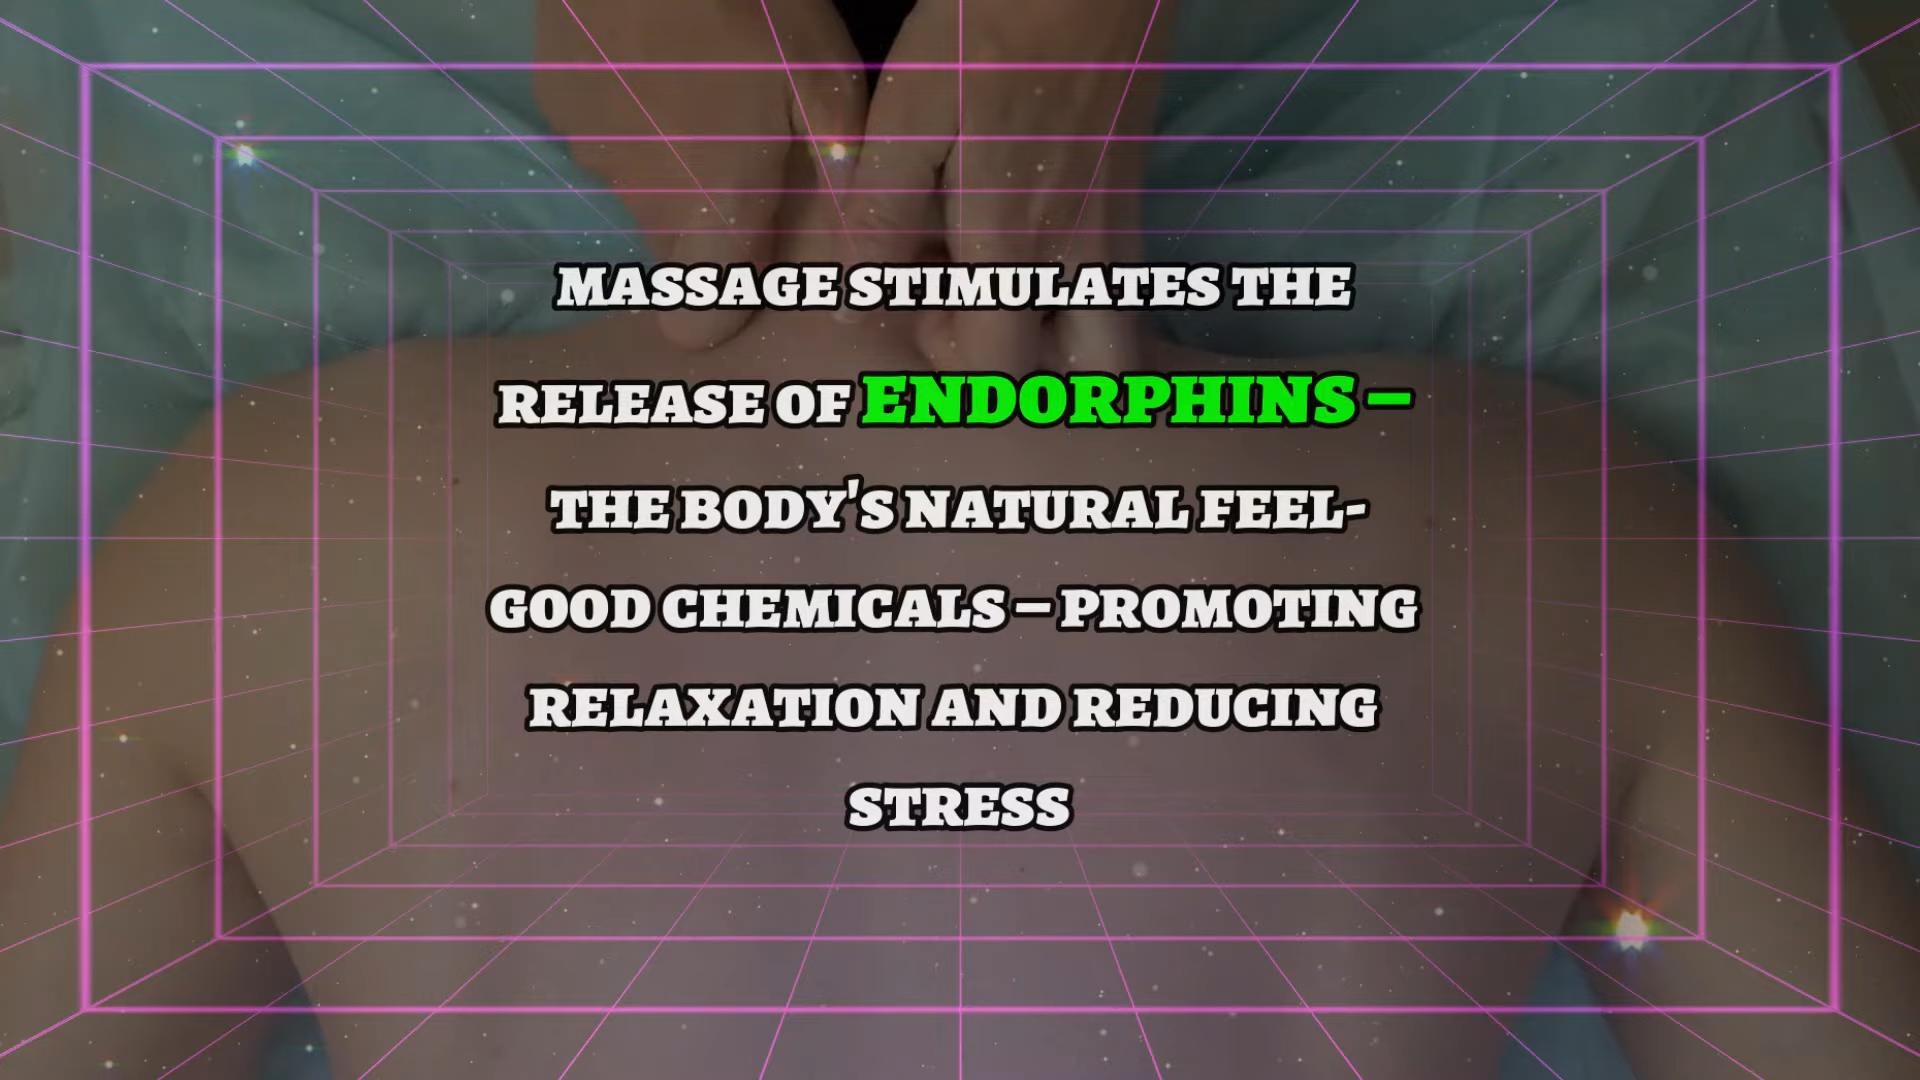 MASSAGE STIMULATES THE
RELEASE OF ENDORPHINS –
THE BODY'S NATURAL FEEL-
GOOD CHEMICALS – PROMOTING
RELAXATION AND REDUCING
STRESS